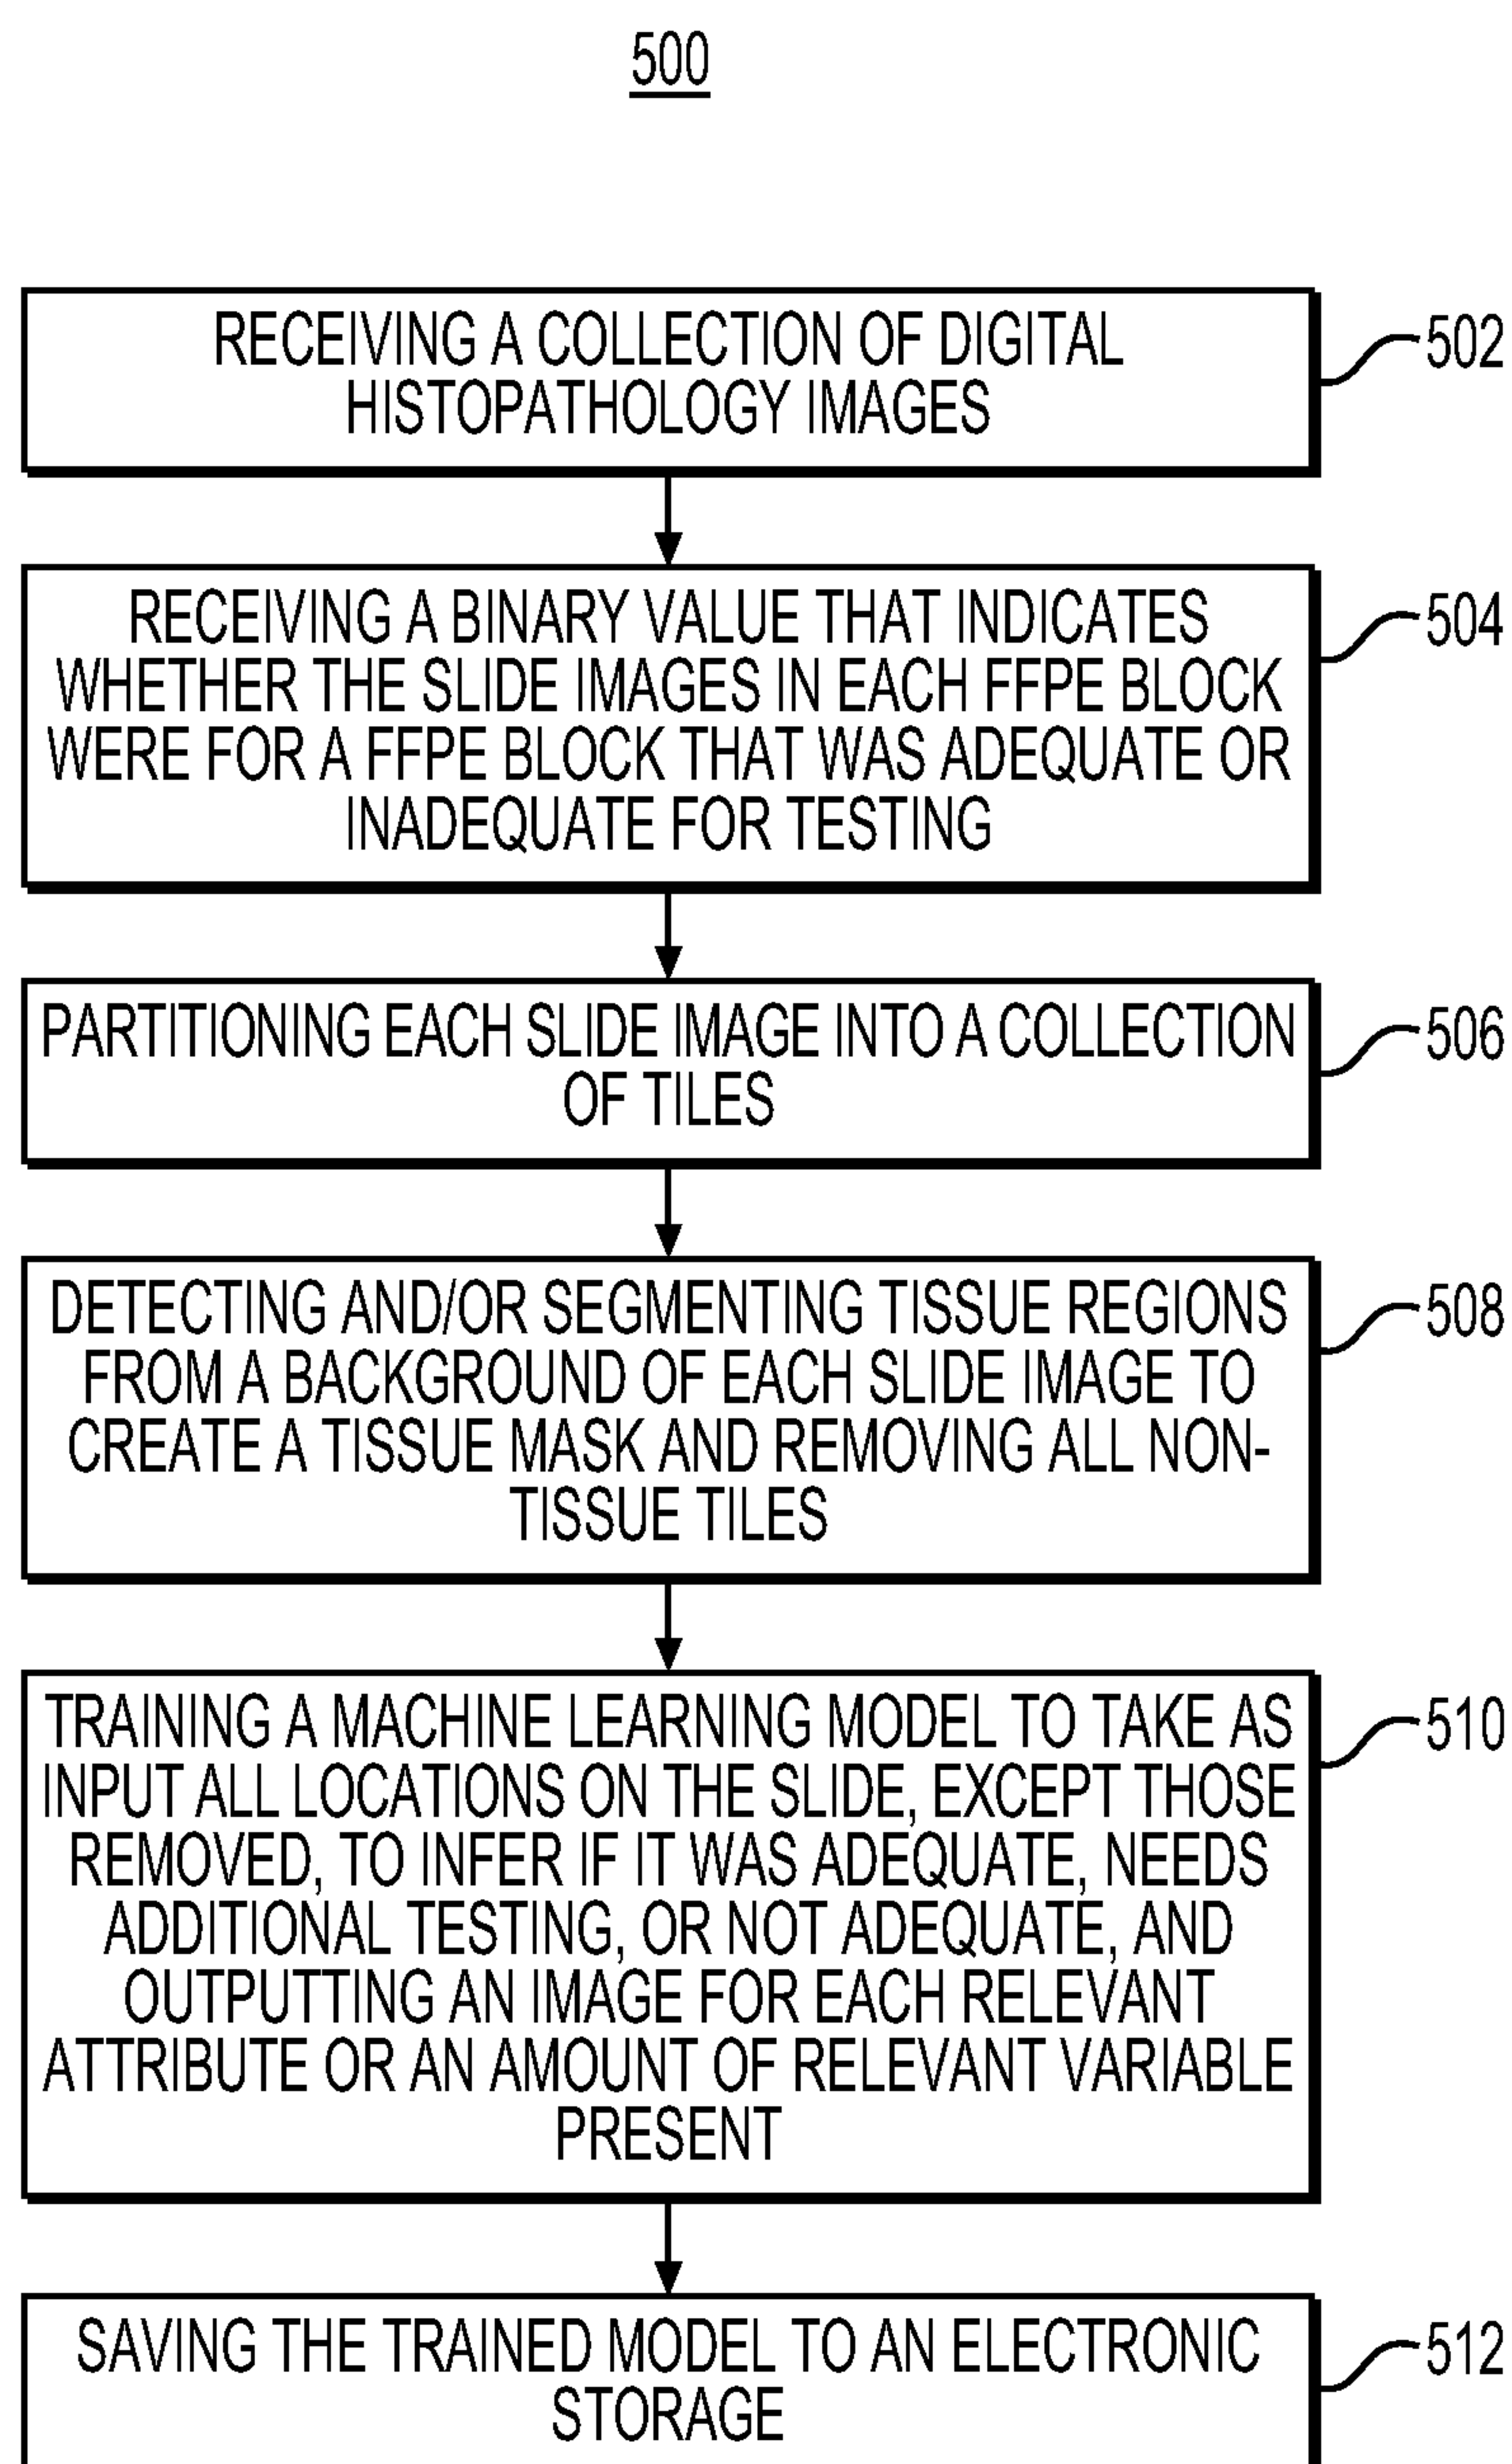 500
RECEIVING A COLLECTION OF DIGITAL
HISTOPATHOLOGY IMAGES
502
RECEIVING A BINARY VALUE THAT INDICATES
WHETHER THE SLIDE IMAGES IN EACH FFPE BLOCK
WERE FOR A FFPE BLOCK THAT WAS ADEQUATE OR
INADEQUATE FOR TESTING
504
PARTITIONING EACH SLIDE IMAGE INTO A COLLECTION
OF TILES
506
DETECTING AND/OR SEGMENTING TISSUE REGIONS
FROM A BACKGROUND OF EACH SLIDE IMAGE TO
CREATE A TISSUE MASK AND REMOVING ALL NON-
TISSUE TILES
508
TRAINING A MACHINE LEARNING MODEL TO TAKE AS
INPUT ALL LOCATIONS ON THE SLIDE, EXCEPT THOSE
REMOVED, TO INFER IF IT WAS ADEQUATE, NEEDS
ADDITIONAL TESTING, OR NOT ADEQUATE, AND
OUTPUTTING AN IMAGE FOR EACH RELEVANT
ATTRIBUTE OR AN AMOUNT OF RELEVANT VARIABLE
PRESENT
510
SAVING THE TRAINED MODEL TO AN ELECTRONIC
STORAGE
512